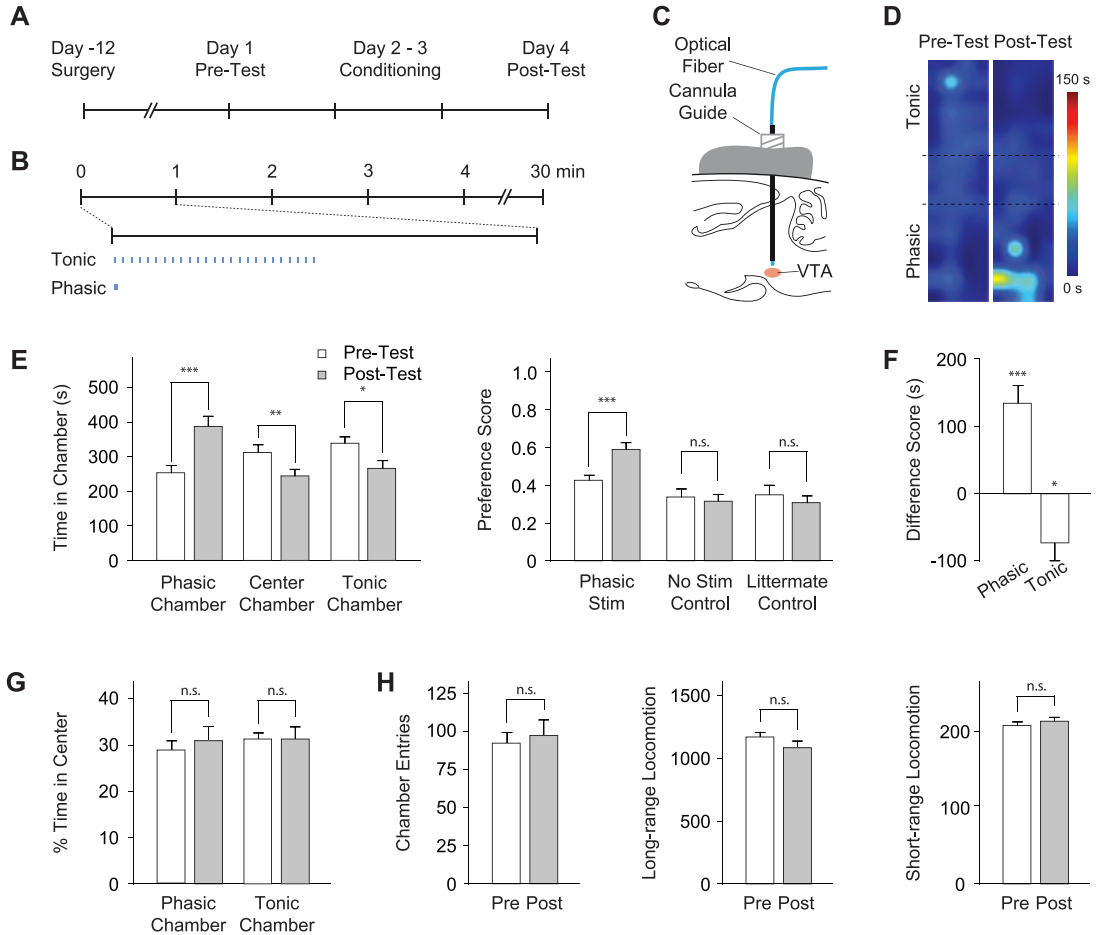 A
Day -12
Surgery
Day 1
Pre-Test
Day 2 - 3
Conditioning
Day 4
Post-Test
B
0
1
2
3
4
30 min
Tonic
Phasic
C
Optical
Fiber
Cannula
Guide
VTA
D
Pre-Test
Post-Test
Tonic
Phasic
150 s
0 s
E
Pre-Test
Post-Test
Time in Chamber (s)
500
400
300
200
100
0
***
**
*
Phasic
Chamber
Center
Chamber
Tonic
Chamber
Preference Score
1.0
0.8
0.6
0.4
0.2
0
***
n.s.
n.s.
Phasic
Stim
No Stim
Control
Littermate
Control
F
Difference Score (s)
200
100
0
-100
***
*
Phasic
Tonic
G
% Time in Center
40
30
20
10
0
n.s.
n.s.
Phasic
Chamber
Tonic
Chamber
H
Chamber Entries
125
100
75
50
25
0
n.s.
Pre Post
Long-range Locomotion
1500
1000
500
0
n.s.
Pre Post
Short-range Locomotion
200
100
0
n.s.
Pre Post